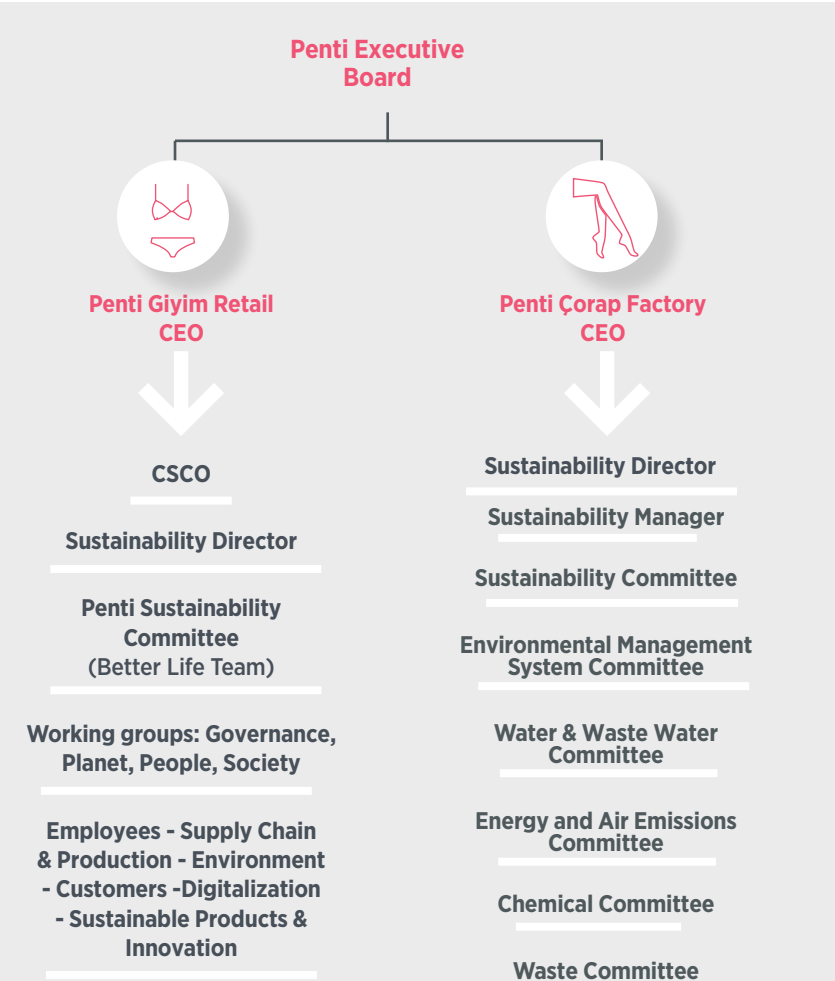 Penti Executive
Board
Penti Giyim Retail
CEO
CSCO
Sustainability Director
Penti Sustainability
Committee
(Better Life Team)
Working groups: Governance,
Planet, People, Society
Employees - Supply Chain
& Production - Environment
- Customers -Digitalization
- Sustainable Products &
Innovation
Penti Çorap Factory
CEO
Sustainability Director
Sustainability Manager
Sustainability Committee
Environmental Management
System Committee
Water & Waste Water
Committee
Energy and Air Emissions
Committee
Chemical Committee
Waste Committee